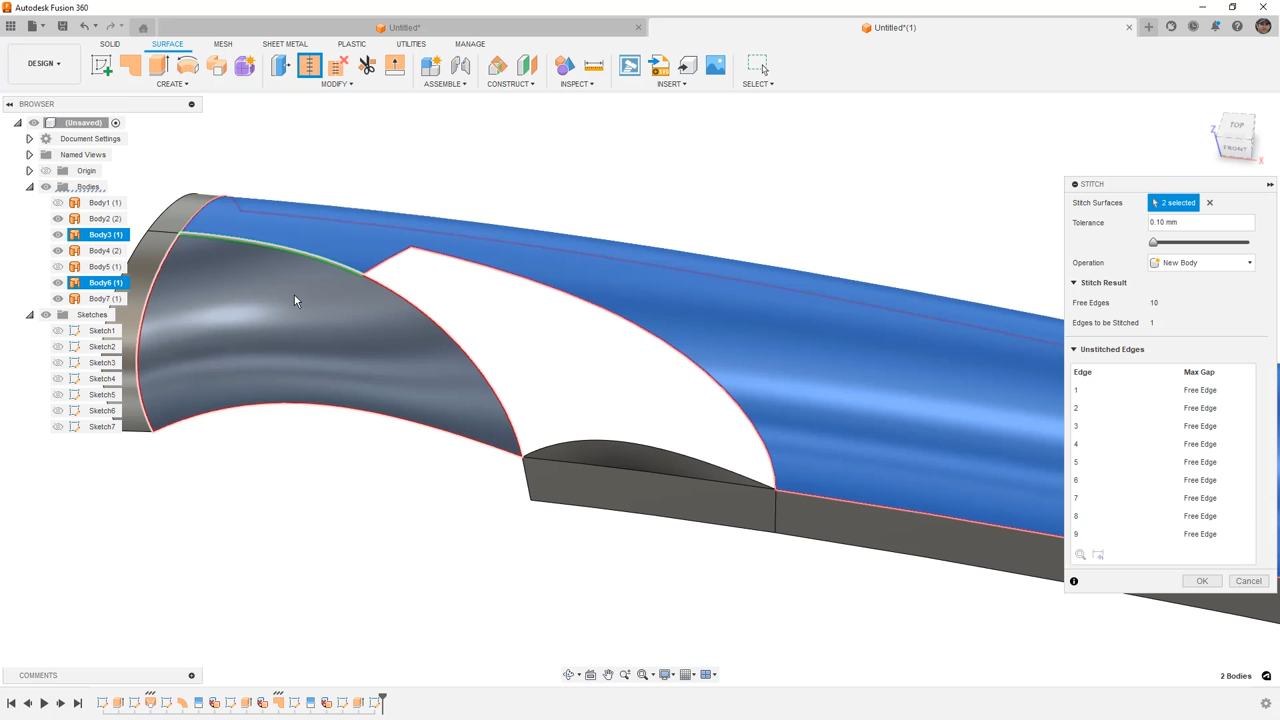 Autodesk Fusion 360
Untitled*
Untitled*(1)
SOLID SURFACE MESH SHEET METAL PLASTIC UTILITIES MANAGE
DESIGN ▾
CREATE ▾ MODIFY ▾ ASSEMBLE ▾ CONSTRUCT ▾ INSPECT ▾ INSERT ▾ SELECT ▾
BROWSER
(Unsaved)
Document Settings
Named Views
Origin
Bodies
Body1 (1)
Body2 (2)
Body3 (1)
Body4 (2)
Body5 (1)
Body6 (1)
Body7 (1)
Sketches
Sketch1
Sketch2
Sketch3
Sketch4
Sketch5
Sketch6
Sketch7
TOP
FRONT
Z
X
STITCH
Stitch Surfaces 2 selected
Tolerance 0.10 mm
Operation New Body
Stitch Result
Free Edges 10
Edges to be Stitched 1
Unstitched Edges
Edge Max Gap
1 Free Edge
2 Free Edge
3 Free Edge
4 Free Edge
5 Free Edge
6 Free Edge
7 Free Edge
8 Free Edge
9 Free Edge
OK Cancel
COMMENTS
2 Bodies